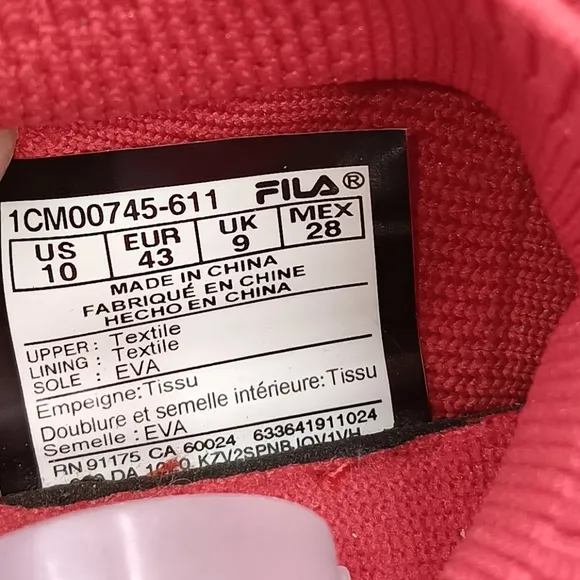 1CM00745-611 FILA®
US EUR UK MEX
10 43 9 28
MADE IN CHINA
FABRIQUÉ EN CHINE
HECHO EN CHINA
UPPER: Textile
LINING: Textile
SOLE : EVA
Empeigne:Tissu
Doublure et semelle intérieure:Tissu
Semelle :EVA
RN 91175 CA 60024 633641911024
DA